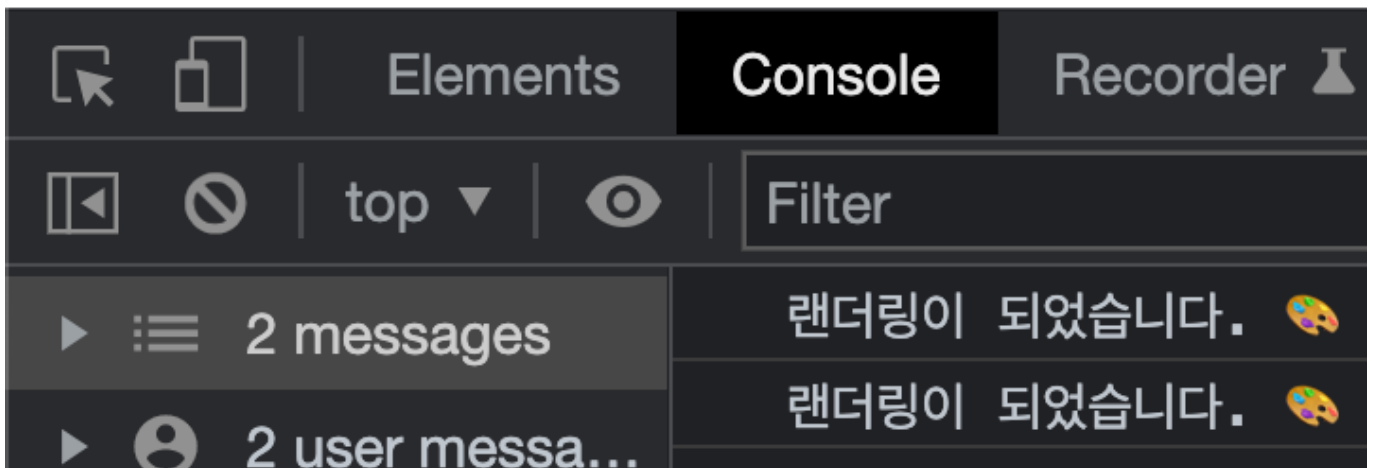 Elements Console Recorder
top Filter
2 messages
랜더링이 되었습니다. 🎨
2 user messa...
랜더링이 되었습니다. 🎨